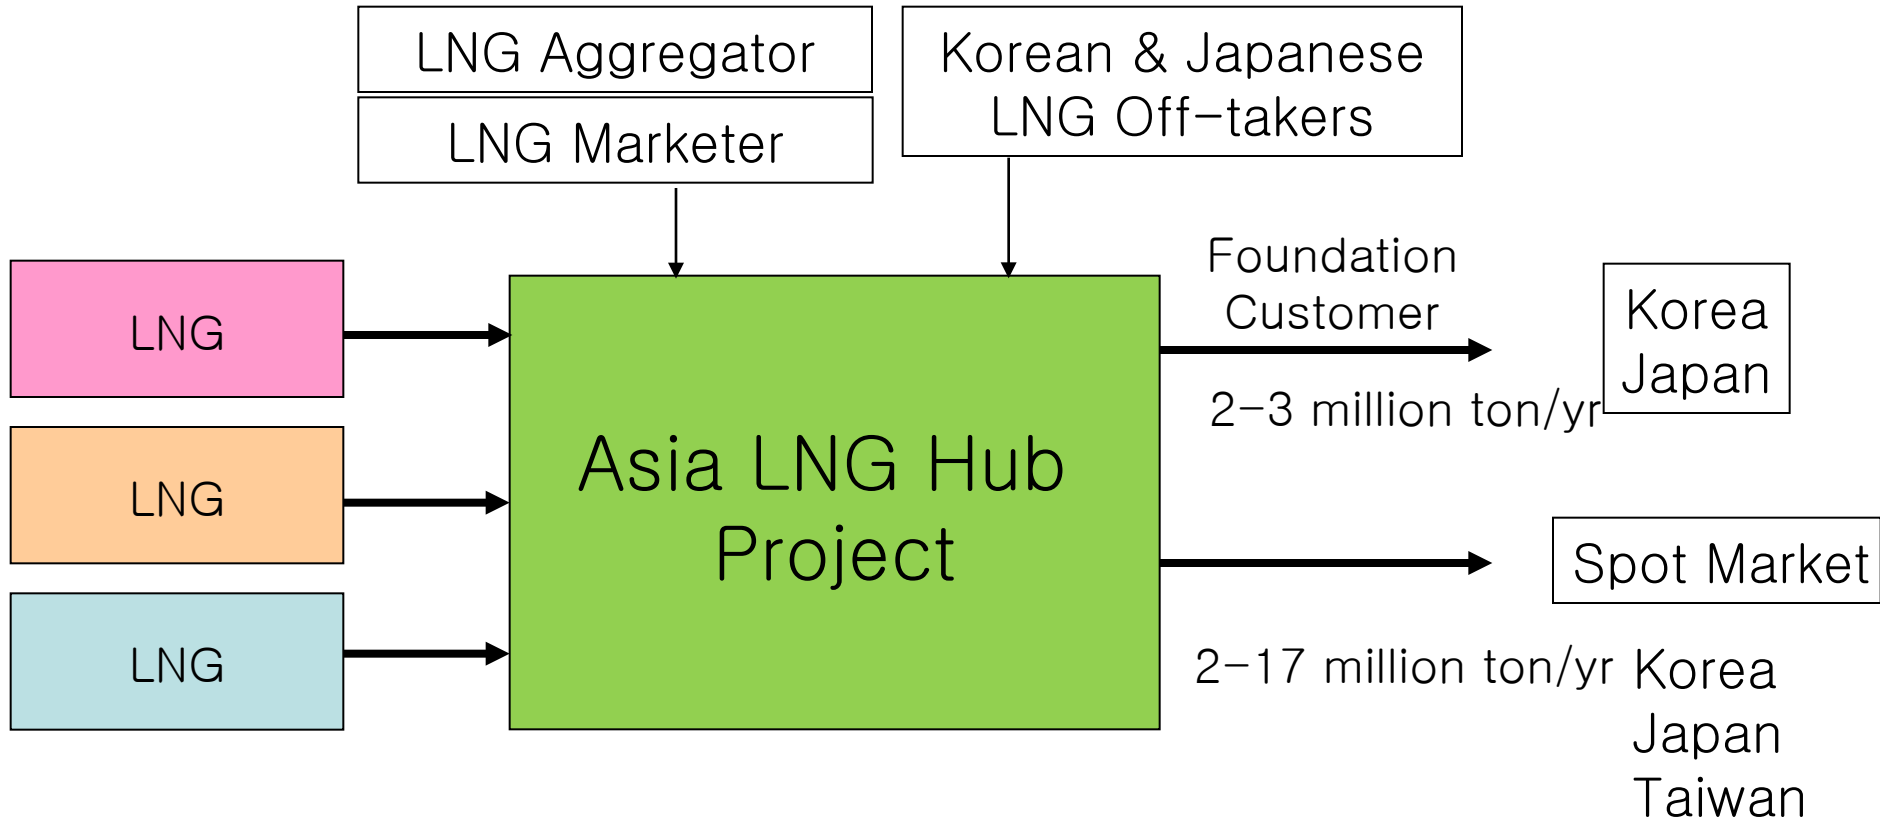 LNG Aggregator
LNG Marketer
Korean & Japanese
LNG Off-takers
LNG
LNG
LNG
Asia LNG Hub
Project
Foundation
Customer
2-3 million ton/yr
Korea
Japan
Spot Market
2-17 million ton/yr
Korea
Japan
Taiwan